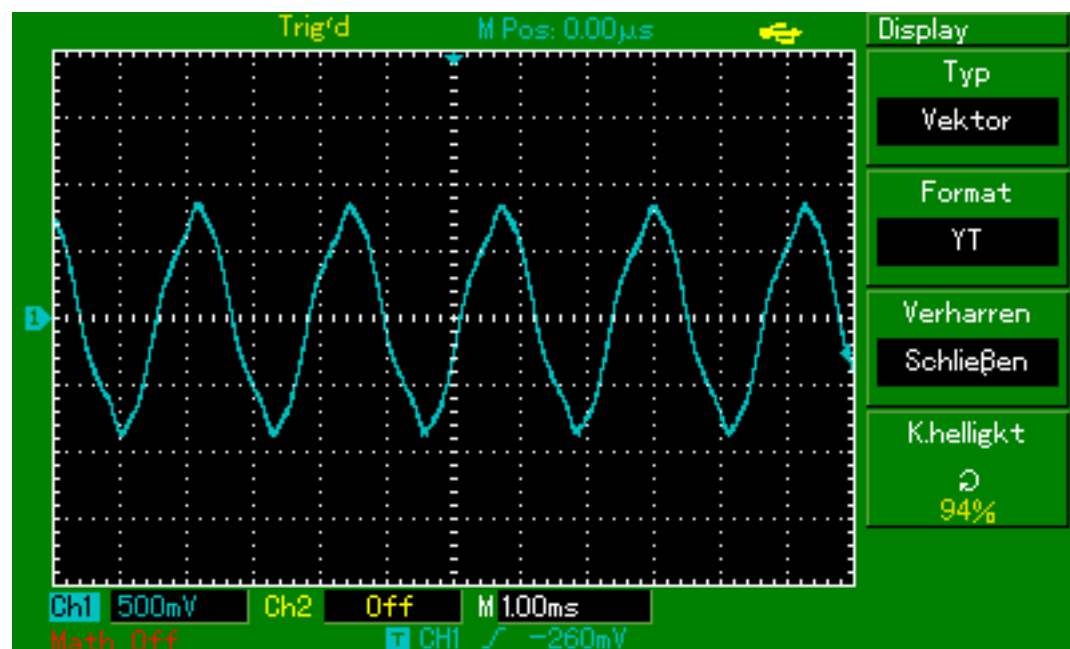 Trig'd M Pos: 0.00µs
Display
Typ
Vektor
Format
YT
1
Verharren
Schließen
K.helligkt
94%
Ch1 500mV Ch2 Off M 1.00ms
Math Off T CH1 -260mV